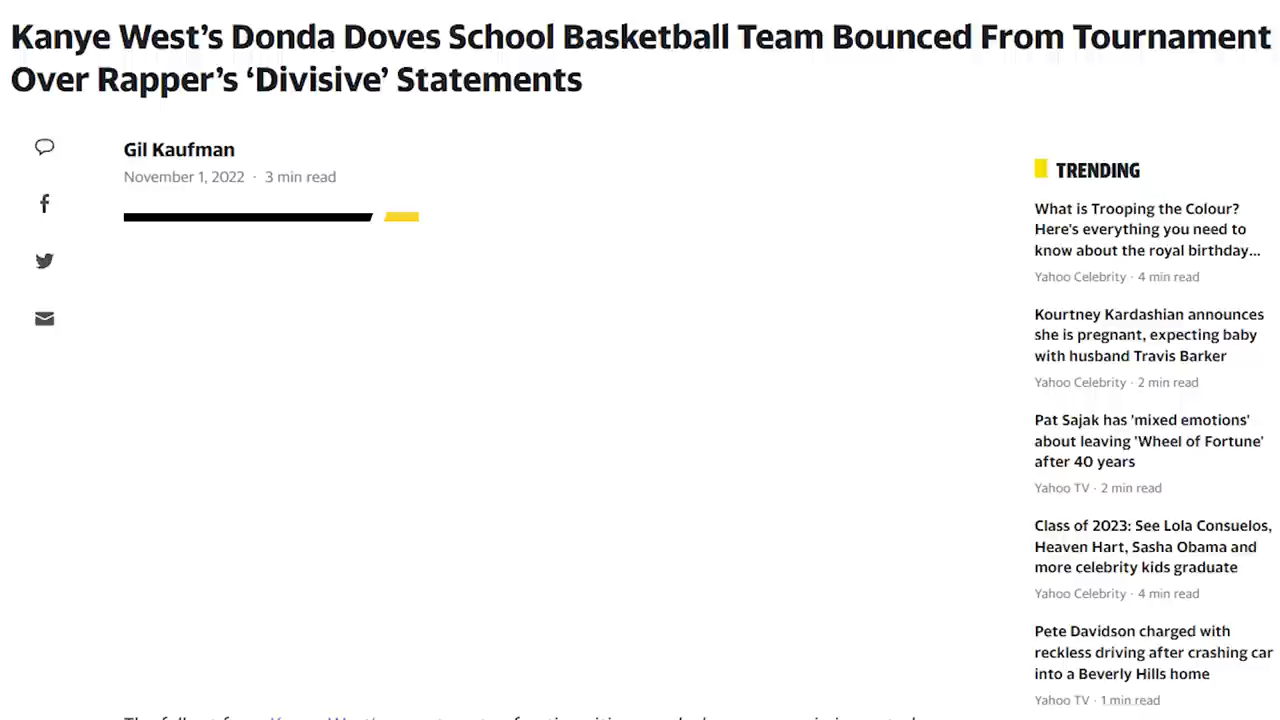 Kanye West’s Donda Doves School Basketball Team Bounced From Tournament
Over Rapper’s ‘Divisive’ Statements
Gil Kaufman
November 1, 2022 · 3 min read
TRENDING
What is Trooping the Colour?
Here's everything you need to
know about the royal birthday...
Yahoo Celebrity · 4 min read
Kourtney Kardashian announces
she is pregnant, expecting baby
with husband Travis Barker
Yahoo Celebrity · 2 min read
Pat Sajak has 'mixed emotions'
about leaving 'Wheel of Fortune'
after 40 years
Yahoo TV · 2 min read
Class of 2023: See Lola Consuelos,
Heaven Hart, Sasha Obama and
more celebrity kids graduate
Yahoo Celebrity · 4 min read
Pete Davidson charged with
reckless driving after crashing car
into a Beverly Hills home
Yahoo TV · 1 min read